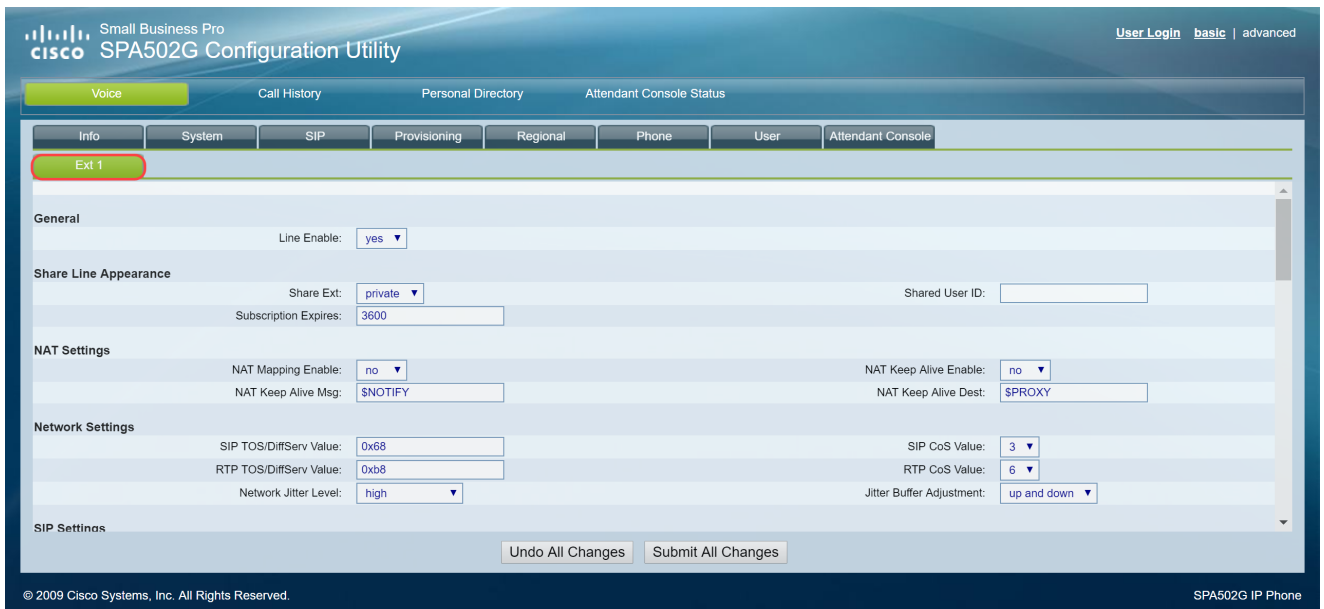 Small Business Pro
cisco SPA502G Configuration Utility
User Login basic | advanced
Voice Call History Personal Directory Attendant Console Status
Info System SIP Provisioning Regional Phone User Attendant Console
Ext 1
General
Line Enable: yes
Share Line Appearance
Share Ext: private Shared User ID:
Subscription Expires: 3600
NAT Settings
NAT Mapping Enable: no NAT Keep Alive Enable: no
NAT Keep Alive Msg: $NOTIFY NAT Keep Alive Dest: $PROXY
Network Settings
SIP TOS/DiffServ Value: 0x68 SIP CoS Value: 3
RTP TOS/DiffServ Value: 0xb8 RTP CoS Value: 6
Network Jitter Level: high Jitter Buffer Adjustment: up and down
SIP Settings
Undo All Changes Submit All Changes
© 2009 Cisco Systems, Inc. All Rights Reserved. SPA502G IP Phone